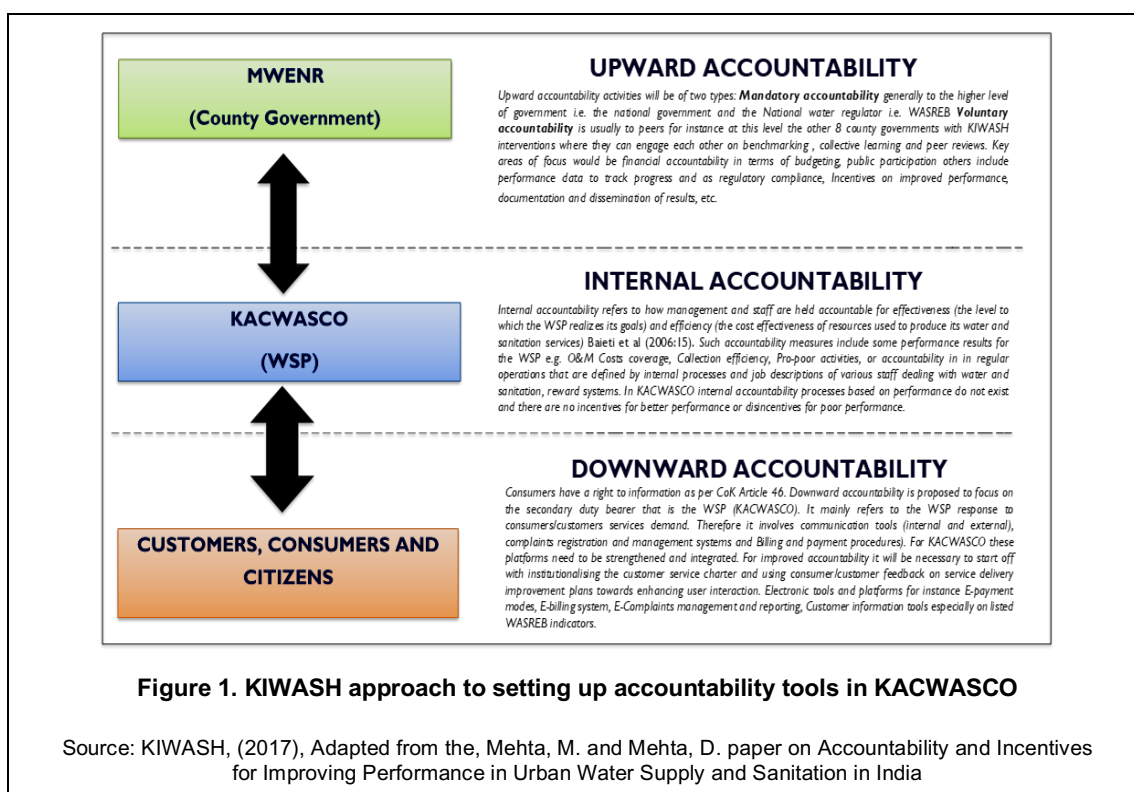 MWENR
(County Government)
UPWARD ACCOUNTABILITY
Upward accountability activities will be of two types: Mandatory accountability generally to the higher level
of government i.e. the national government and the National water regulator i.e. WASREB Voluntary
accountability is usually to peers for instance at this level the other 8 county governments with KIWASH
interventions where they can engage each other on benchmarking , collective learning and peer reviews. Key
areas of focus would be financial accountability in terms of budgeting, public participation others include
performance data to track progress and as regulatory compliance, Incentives on improved performance,
documentation and dissemination of results, etc.
KACWASCO
(WSP)
INTERNAL ACCOUNTABILITY
Internal accountability refers to how management and staff are held accountable for effectiveness (the level to
which the WSP realizes its goals) and efficiency (the cost effectiveness of resources used to produce its water and
sanitation services) Baieti et al (2006:15). Such accountability measures include some performance results for
the WSP e.g. O&M Costs coverage, Collection efficiency, Pro-poor activities, or accountability in in regular
operations that are defined by internal processes and job descriptions of various staff dealing with water and
sanitation, reward systems. In KACWASCO internal accountability processes based on performance do not exist
and there are no incentives for better performance or disincentives for poor performance.
CUSTOMERS, CONSUMERS AND
CITIZENS
DOWNWARD ACCOUNTABILITY
Consumers have a right to information as per CoK Article 46. Downward accountability is proposed to focus on
the secondary duty bearer that is the WSP (KACWASCO). It mainly refers to the WSP response to
consumers/customers services demand. Therefore it involves communication tools (internal and external),
complaints registration and management systems and Billing and payment procedures). For KACWASCO these
platforms need to be strengthened and integrated. For improved accountability it will be necessary to start off
with institutionalising the customer service charter and using consumer/customer feedback on service delivery
improvement plans towards enhancing user interaction. Electronic tools and platforms for instance E-payment
modes, E-billing system, E-Complaints management and reporting, Customer information tools especially on listed
WASREB indicators.
Figure 1. KIWASH approach to setting up accountability tools in KACWASCO
Source: KIWASH, (2017), Adapted from the, Mehta, M. and Mehta, D. paper on Accountability and Incentives
for Improving Performance in Urban Water Supply and Sanitation in India